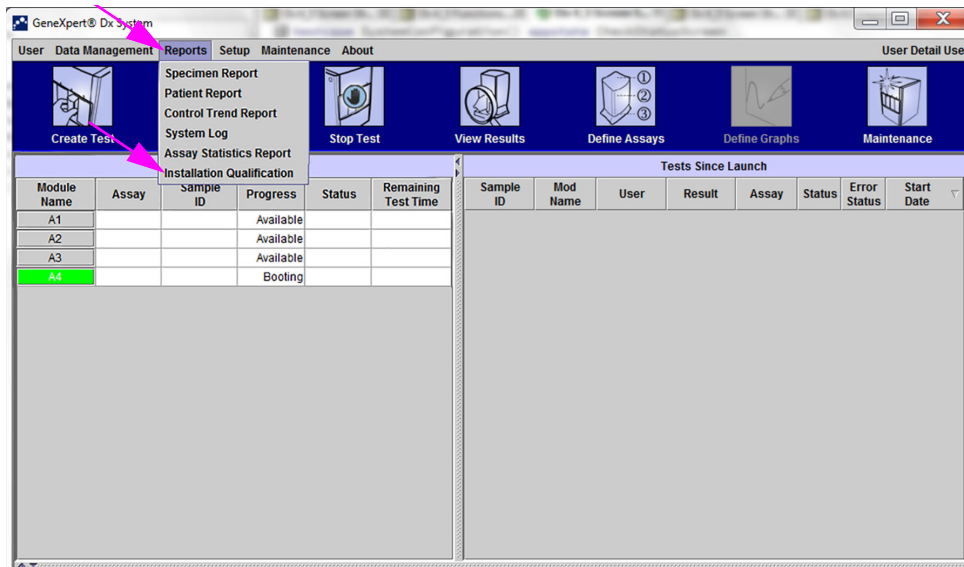 GeneXpert® Dx System
User Data Management Reports Setup Maintenance About User Detail Use
Specimen Report
Patient Report
Control Trend Report
System Log
Assay Statistics Report
Installation Qualification
Create Test Stop Test View Results Define Assays Define Graphs Maintenance
① ② ③
Tests Since Launch
Module Name Assay Sample ID Progress Status Remaining Test Time
Sample ID Mod Name User Result Assay Status Error Status Start Date
A1 Available
A2 Available
A3 Available
A4 Booting